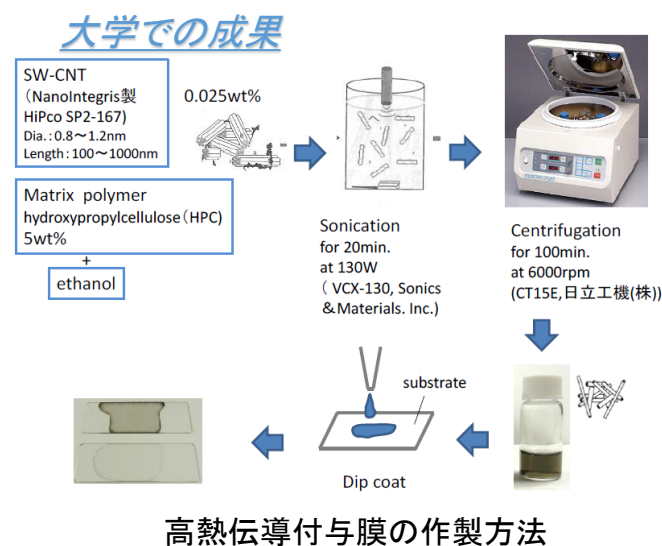 大学での成果
SW-CNT
（NanoIntegris製
HiPco SP2-167)
Dia.：0.8～1.2nm
Length：100～1000nm
0.025wt%
Matrix polymer
hydroxypropylcellulose（HPC)
5wt%
+
ethanol
Sonication
for 20min.
at 130W
（ VCX-130, Sonics
＆Materials. Inc.)
Centrifugation
for 100min.
at 6000rpm
(CT15E,日立工機(株))
substrate
Dip coat
高熱伝導付与膜の作製方法